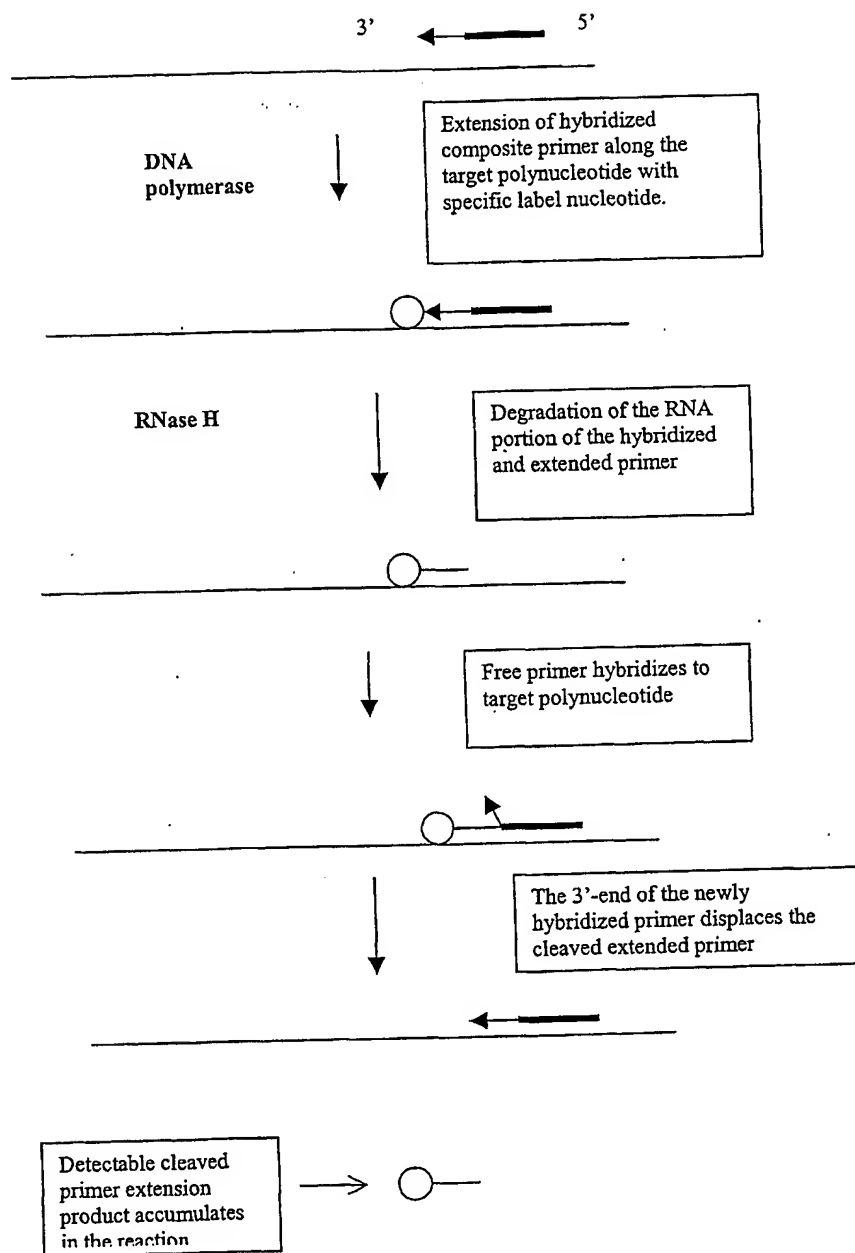 3’ 5’
Extension of hybridized
composite primer along the
target polynucleotide with
specific label nucleotide.
DNA
polymerase
RNase H
Degradation of the RNA
portion of the hybridized
and extended primer
Free primer hybridizes to
target polynucleotide
The 3’-end of the newly
hybridized primer displaces the
cleaved extended primer
Detectable cleaved
primer extension
product accumulates
in the reaction